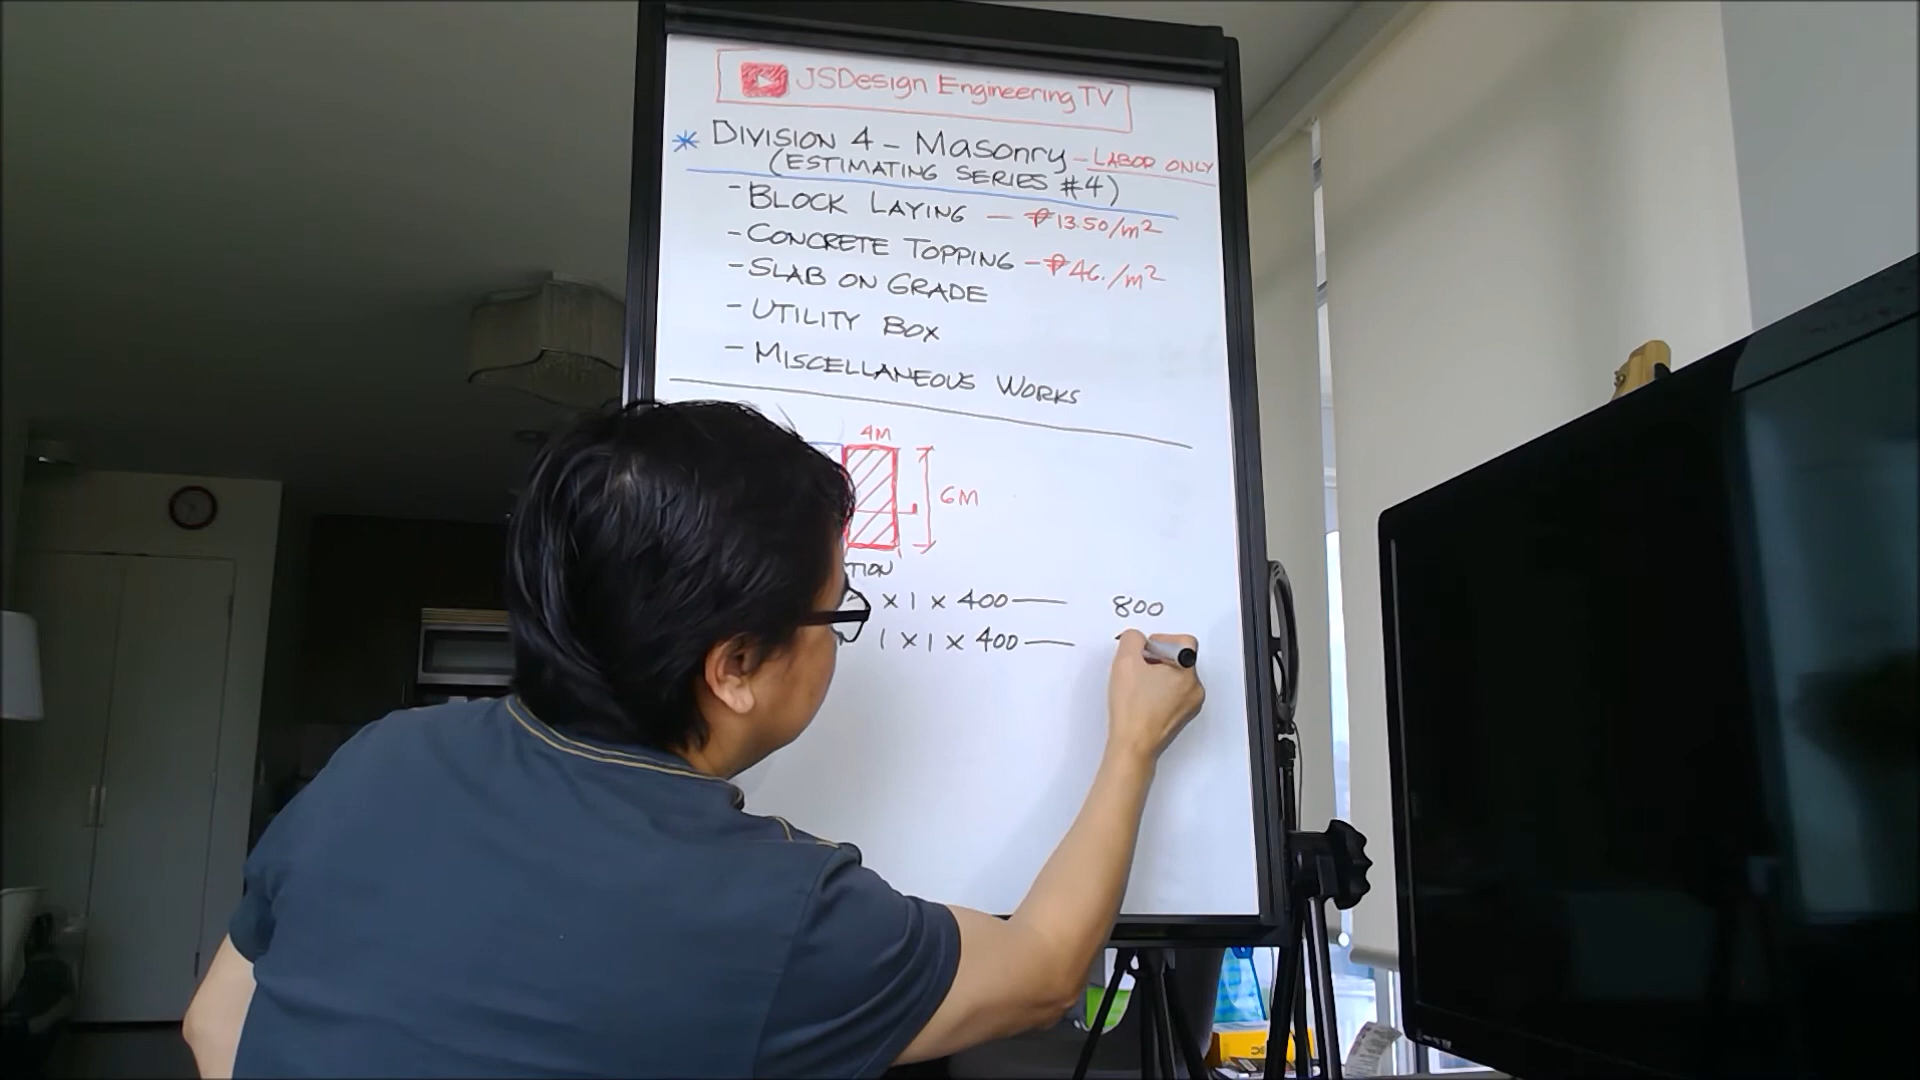 JSDesign Engineering TV
* DIVISION 4 - Masonry - LABOR ONLY
(ESTIMATING SERIES #4)
- BLOCK LAYING — ₱13.50/m²
- CONCRETE TOPPING - ₱46./m²
- SLAB ON GRADE
- UTILITY BOX
- MISCELLANEOUS WORKS
4M
6M
TION
x 1 x 400 — 800
1 x 1 x 400 —